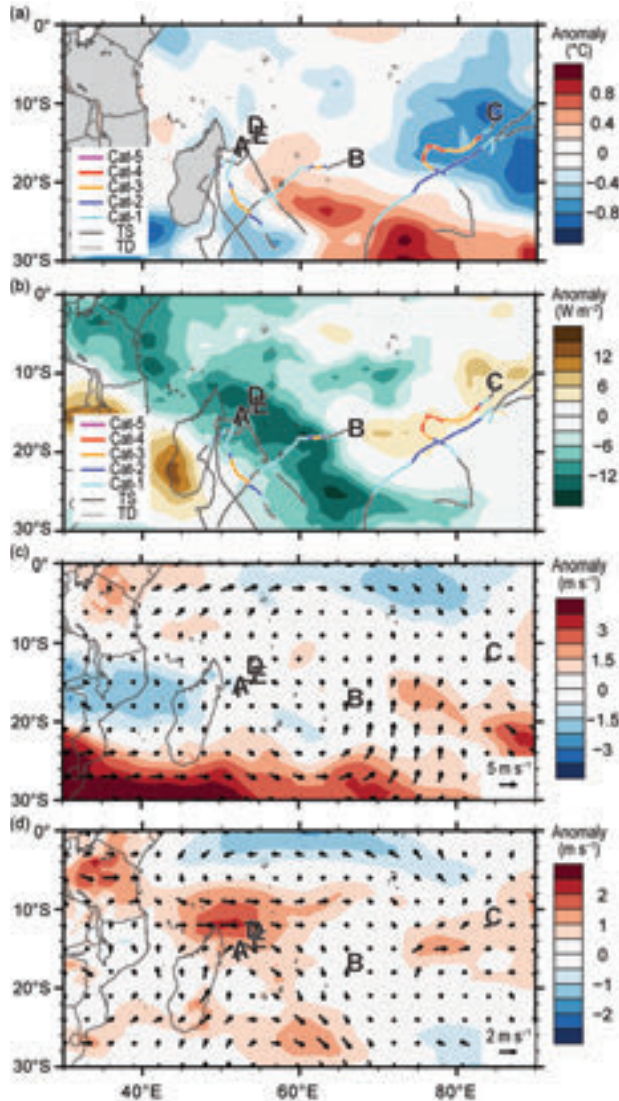 (a)
0°
10°S
20°S
30°S
Cat-5
Cat-4
Cat-3
Cat-2
Cat-1
TS
TD
A
D
E
B
C
Anomaly
(°C)
0.8
0.4
0
−0.4
−0.8
(b)
0°
10°S
20°S
30°S
Cat-5
Cat-4
Cat-3
Cat-2
Cat-1
TS
TD
A
D
E
B
C
Anomaly
(W m⁻²)
12
6
0
−6
−12
(c)
0°
10°S
20°S
30°S
A
D
E
B
C
5 m s⁻¹
Anomaly
(m s⁻¹)
3
1.5
0
−1.5
−3
(d)
0°
10°S
20°S
30°S
A
D
E
B
C
2 m s⁻¹
Anomaly
(m s⁻¹)
2
1
0
−1
−2
40°E
60°E
80°E